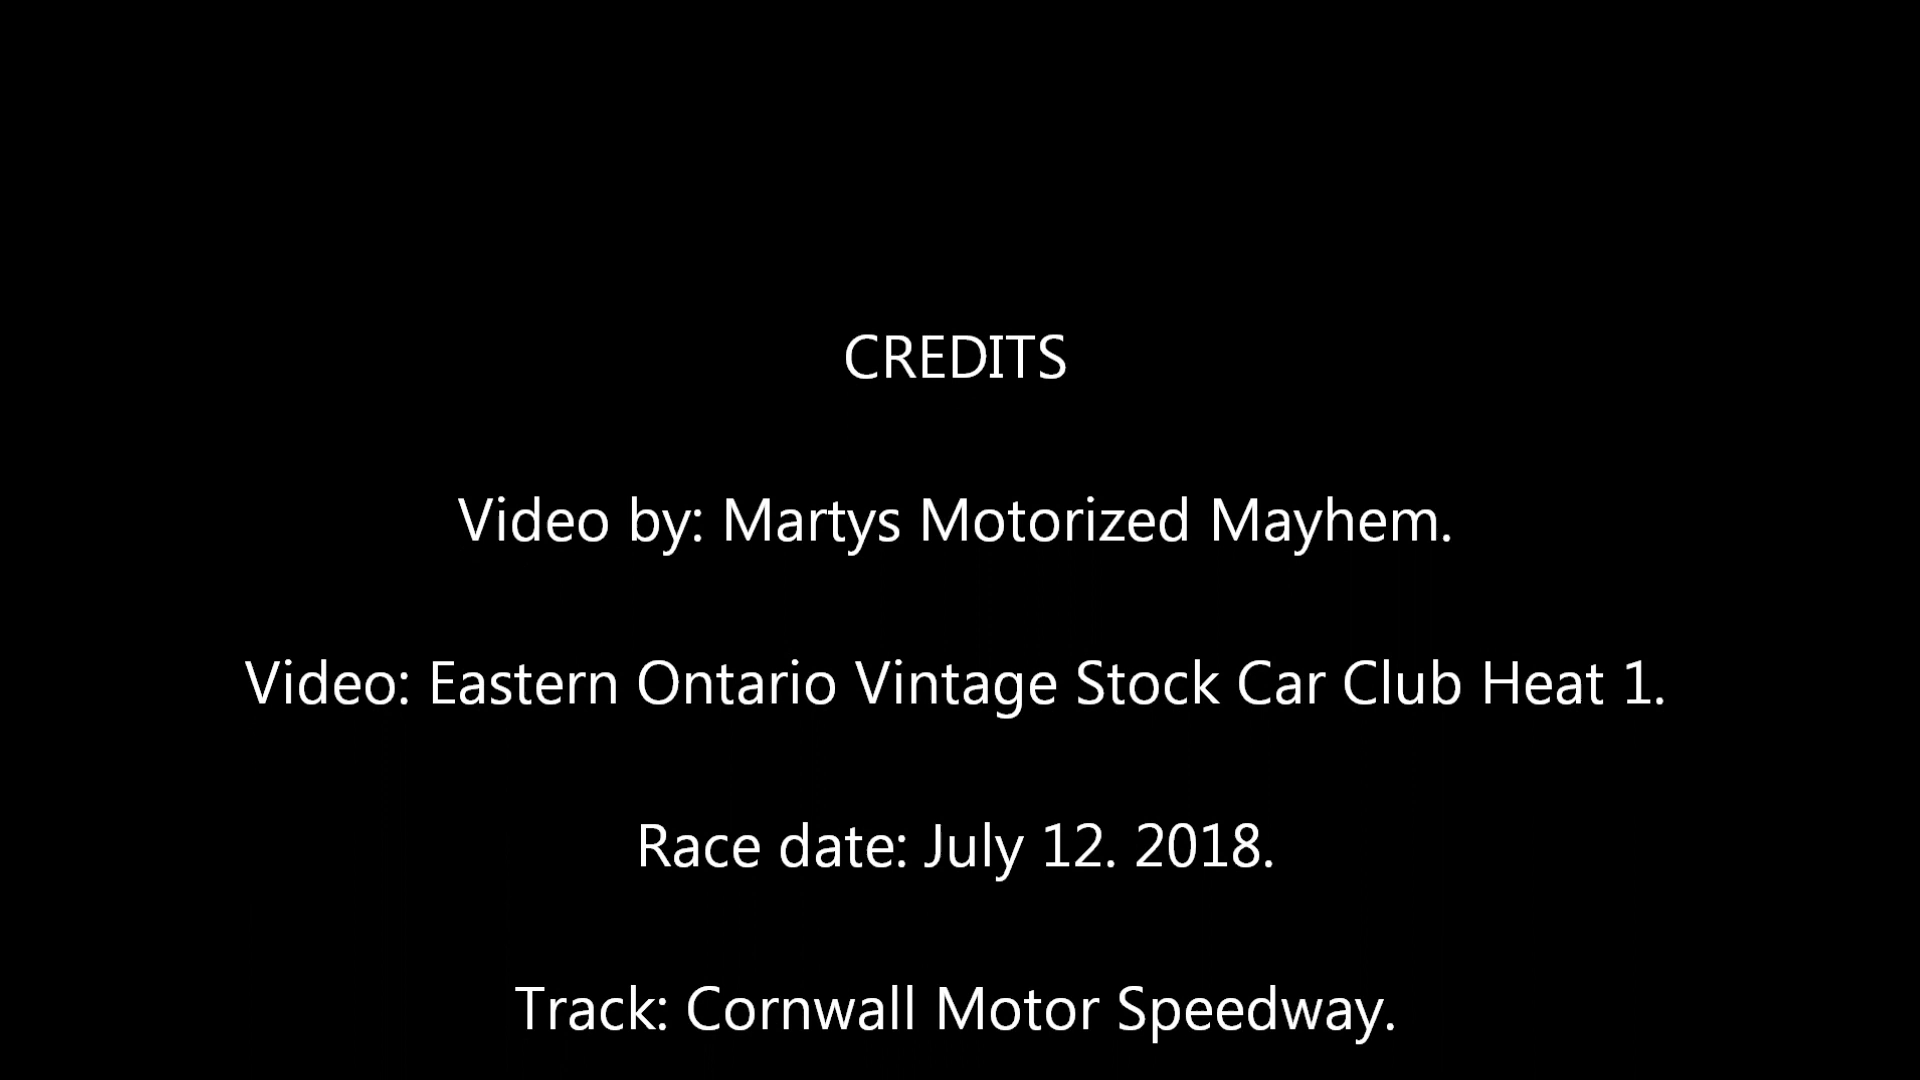 CREDITS
Video by: Martys Motorized Mayhem.
Video: Eastern Ontario Vintage Stock Car Club Heat 1.
Race date: July 12. 2018.
Track: Cornwall Motor Speedway.